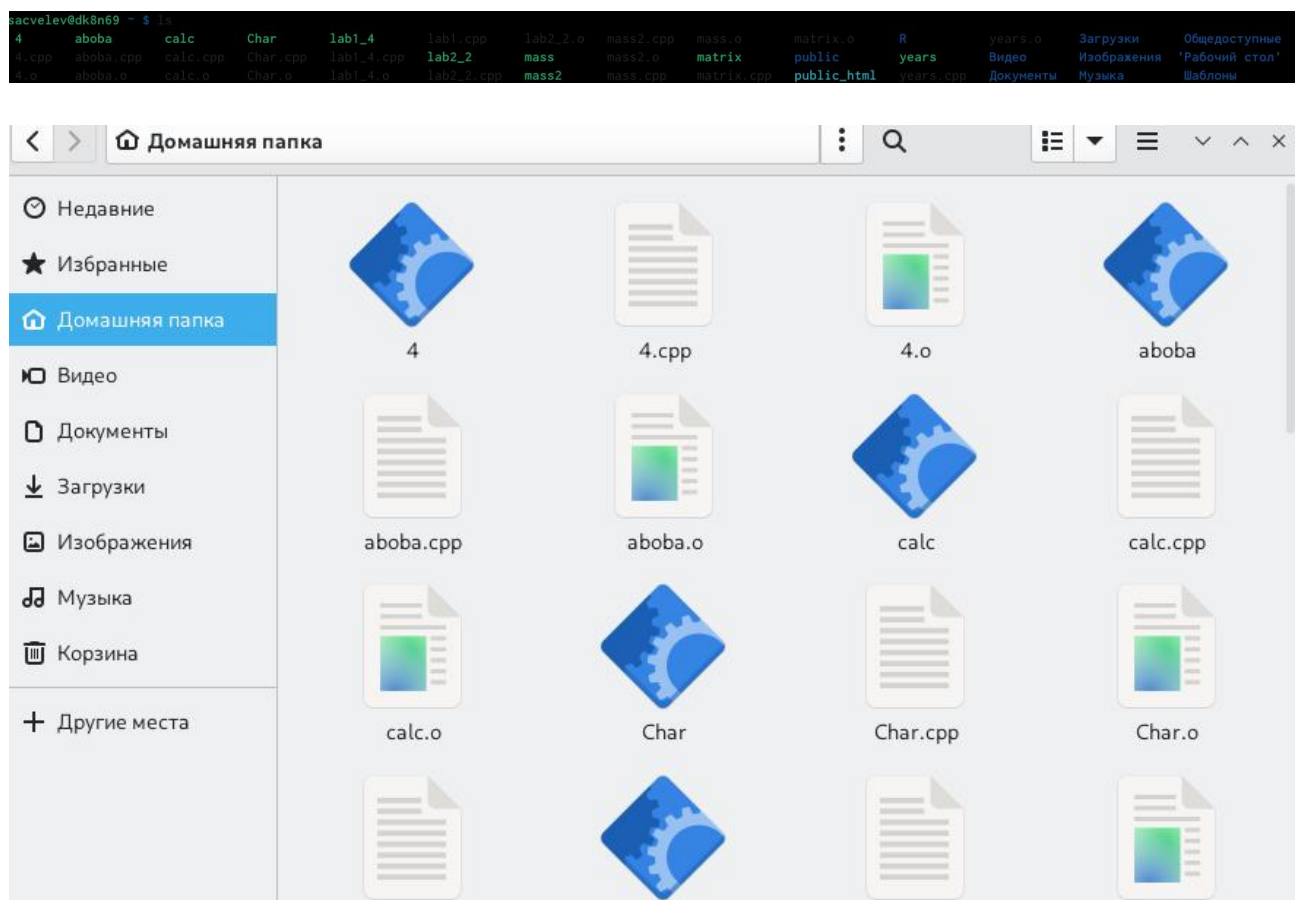 sacvelev@dk8n69 ~ $ ls
4 aboba calc Char lab1_4 lab1.cpp lab2_2.o mass2.cpp mass.o matrix.o R years.o Загрузки Общедоступные
4.cpp aboba.cpp calc.cpp Char.cpp lab1_4.cpp lab2_2 mass mass2.o matrix public years Видео Изображения 'Рабочий стол'
4.o aboba.o calc.o Char.o lab1_4.o lab2_2.cpp mass2 mass.cpp matrix.cpp public_html years.cpp Документы Музыка Шаблоны
Домашняя папка
Недавние
Избранные
Домашняя папка
Видео
Документы
Загрузки
Изображения
Музыка
Корзина
Другие места
4 4.cpp 4.o aboba
aboba.cpp aboba.o calc calc.cpp
calc.o Char Char.cpp Char.o